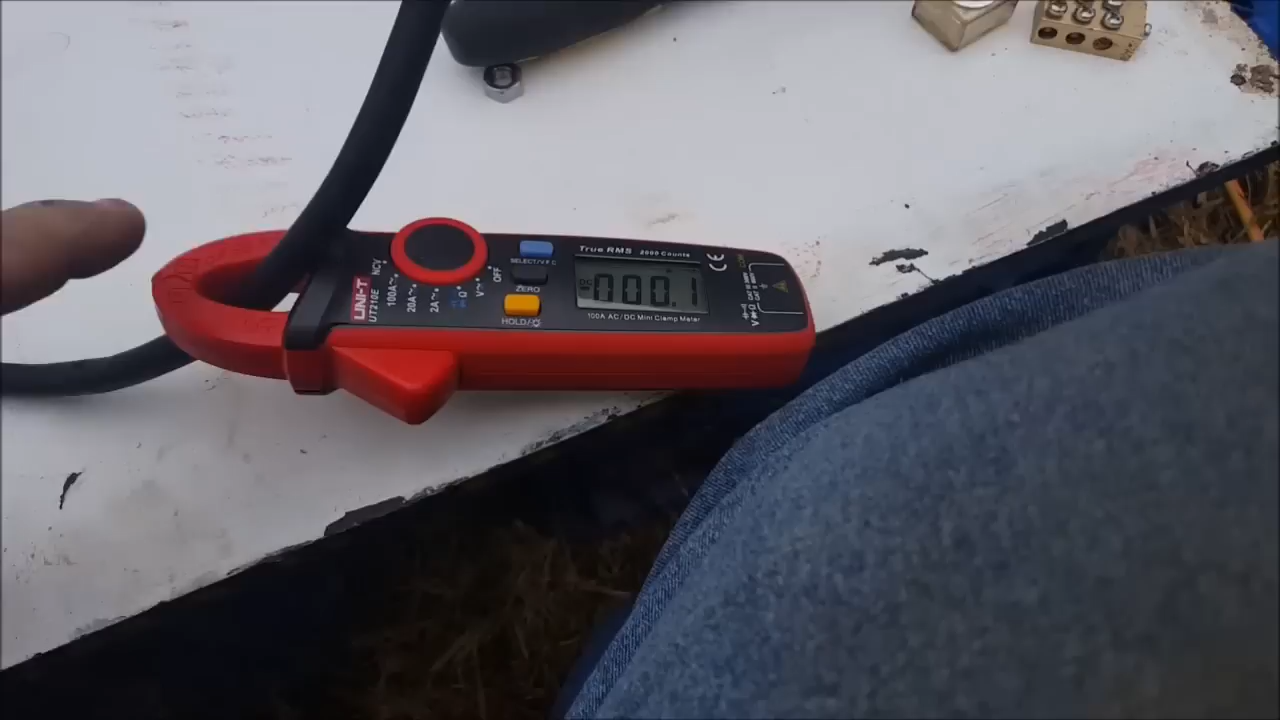 True RMS 2000 Counts
CE
SELECT/V.F.C
ZERO
HOLD/
DC
000.1
100A AC/DC Mini Clamp Meter
UNI-T
UT210E
NCV
100A~
20A~
2A~
Ω
V~
OFF